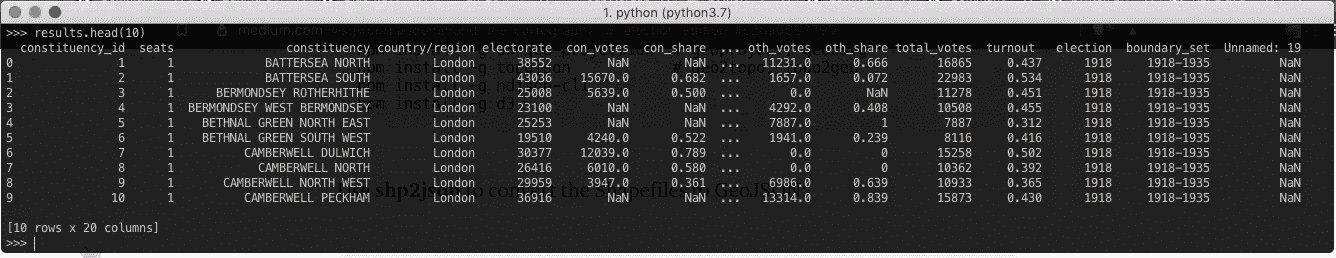 1. python (python3.7)
>>> results.head(10)
constituency_id seats constituency country/region electorate con_votes con_share ... oth_votes oth_share total_votes turnout election boundary_set Unnamed: 19
0 1 1 BATTERSEA NORTH London 38552 NaN NaN ... 11231.0 0.666 16865 0.437 1918 1918-1935 NaN
1 2 1 BATTERSEA SOUTH London 43036 15670.0 0.682 ... 1657.0 0.072 22983 0.534 1918 1918-1935 NaN
2 3 1 BERMONDSEY ROTHERHITHE London 25008 5639.0 0.500 ... 0.0 NaN 11278 0.451 1918 1918-1935 NaN
3 4 1 BERMONDSEY WEST BERMONDSEY London 23100 NaN NaN ... 4292.0 0.408 10508 0.455 1918 1918-1935 NaN
4 5 1 BETHNAL GREEN NORTH EAST London 25253 NaN NaN ... 7887.0 1 7887 0.312 1918 1918-1935 NaN
5 6 1 BETHNAL GREEN SOUTH WEST London 19510 4240.0 0.522 ... 1941.0 0.239 8116 0.416 1918 1918-1935 NaN
6 7 1 CAMBERWELL DULWICH London 30377 12039.0 0.789 ... 0.0 0 15258 0.502 1918 1918-1935 NaN
7 8 1 CAMBERWELL NORTH London 26416 6010.0 0.580 ... 0.0 0 10362 0.392 1918 1918-1935 NaN
8 9 1 CAMBERWELL NORTH WEST London 29959 3947.0 0.361 ... 6986.0 0.639 10933 0.365 1918 1918-1935 NaN
9 10 1 CAMBERWELL PECKHAM London 36916 NaN NaN ... 13314.0 0.839 15873 0.430 1918 1918-1935 NaN
[10 rows x 20 columns]
>>>